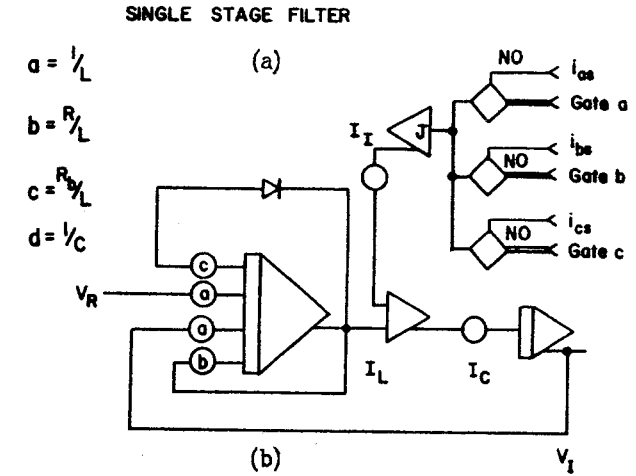 SINGLE STAGE FILTER
(a)
a = 1/L
b = R/L
c = Rb/L
d = 1/C
NO
ias
Gate a
NO
ibs
Gate b
NO
ics
Gate c
II
J
c
VR
a
a
b
IL
IC
VI
(b)